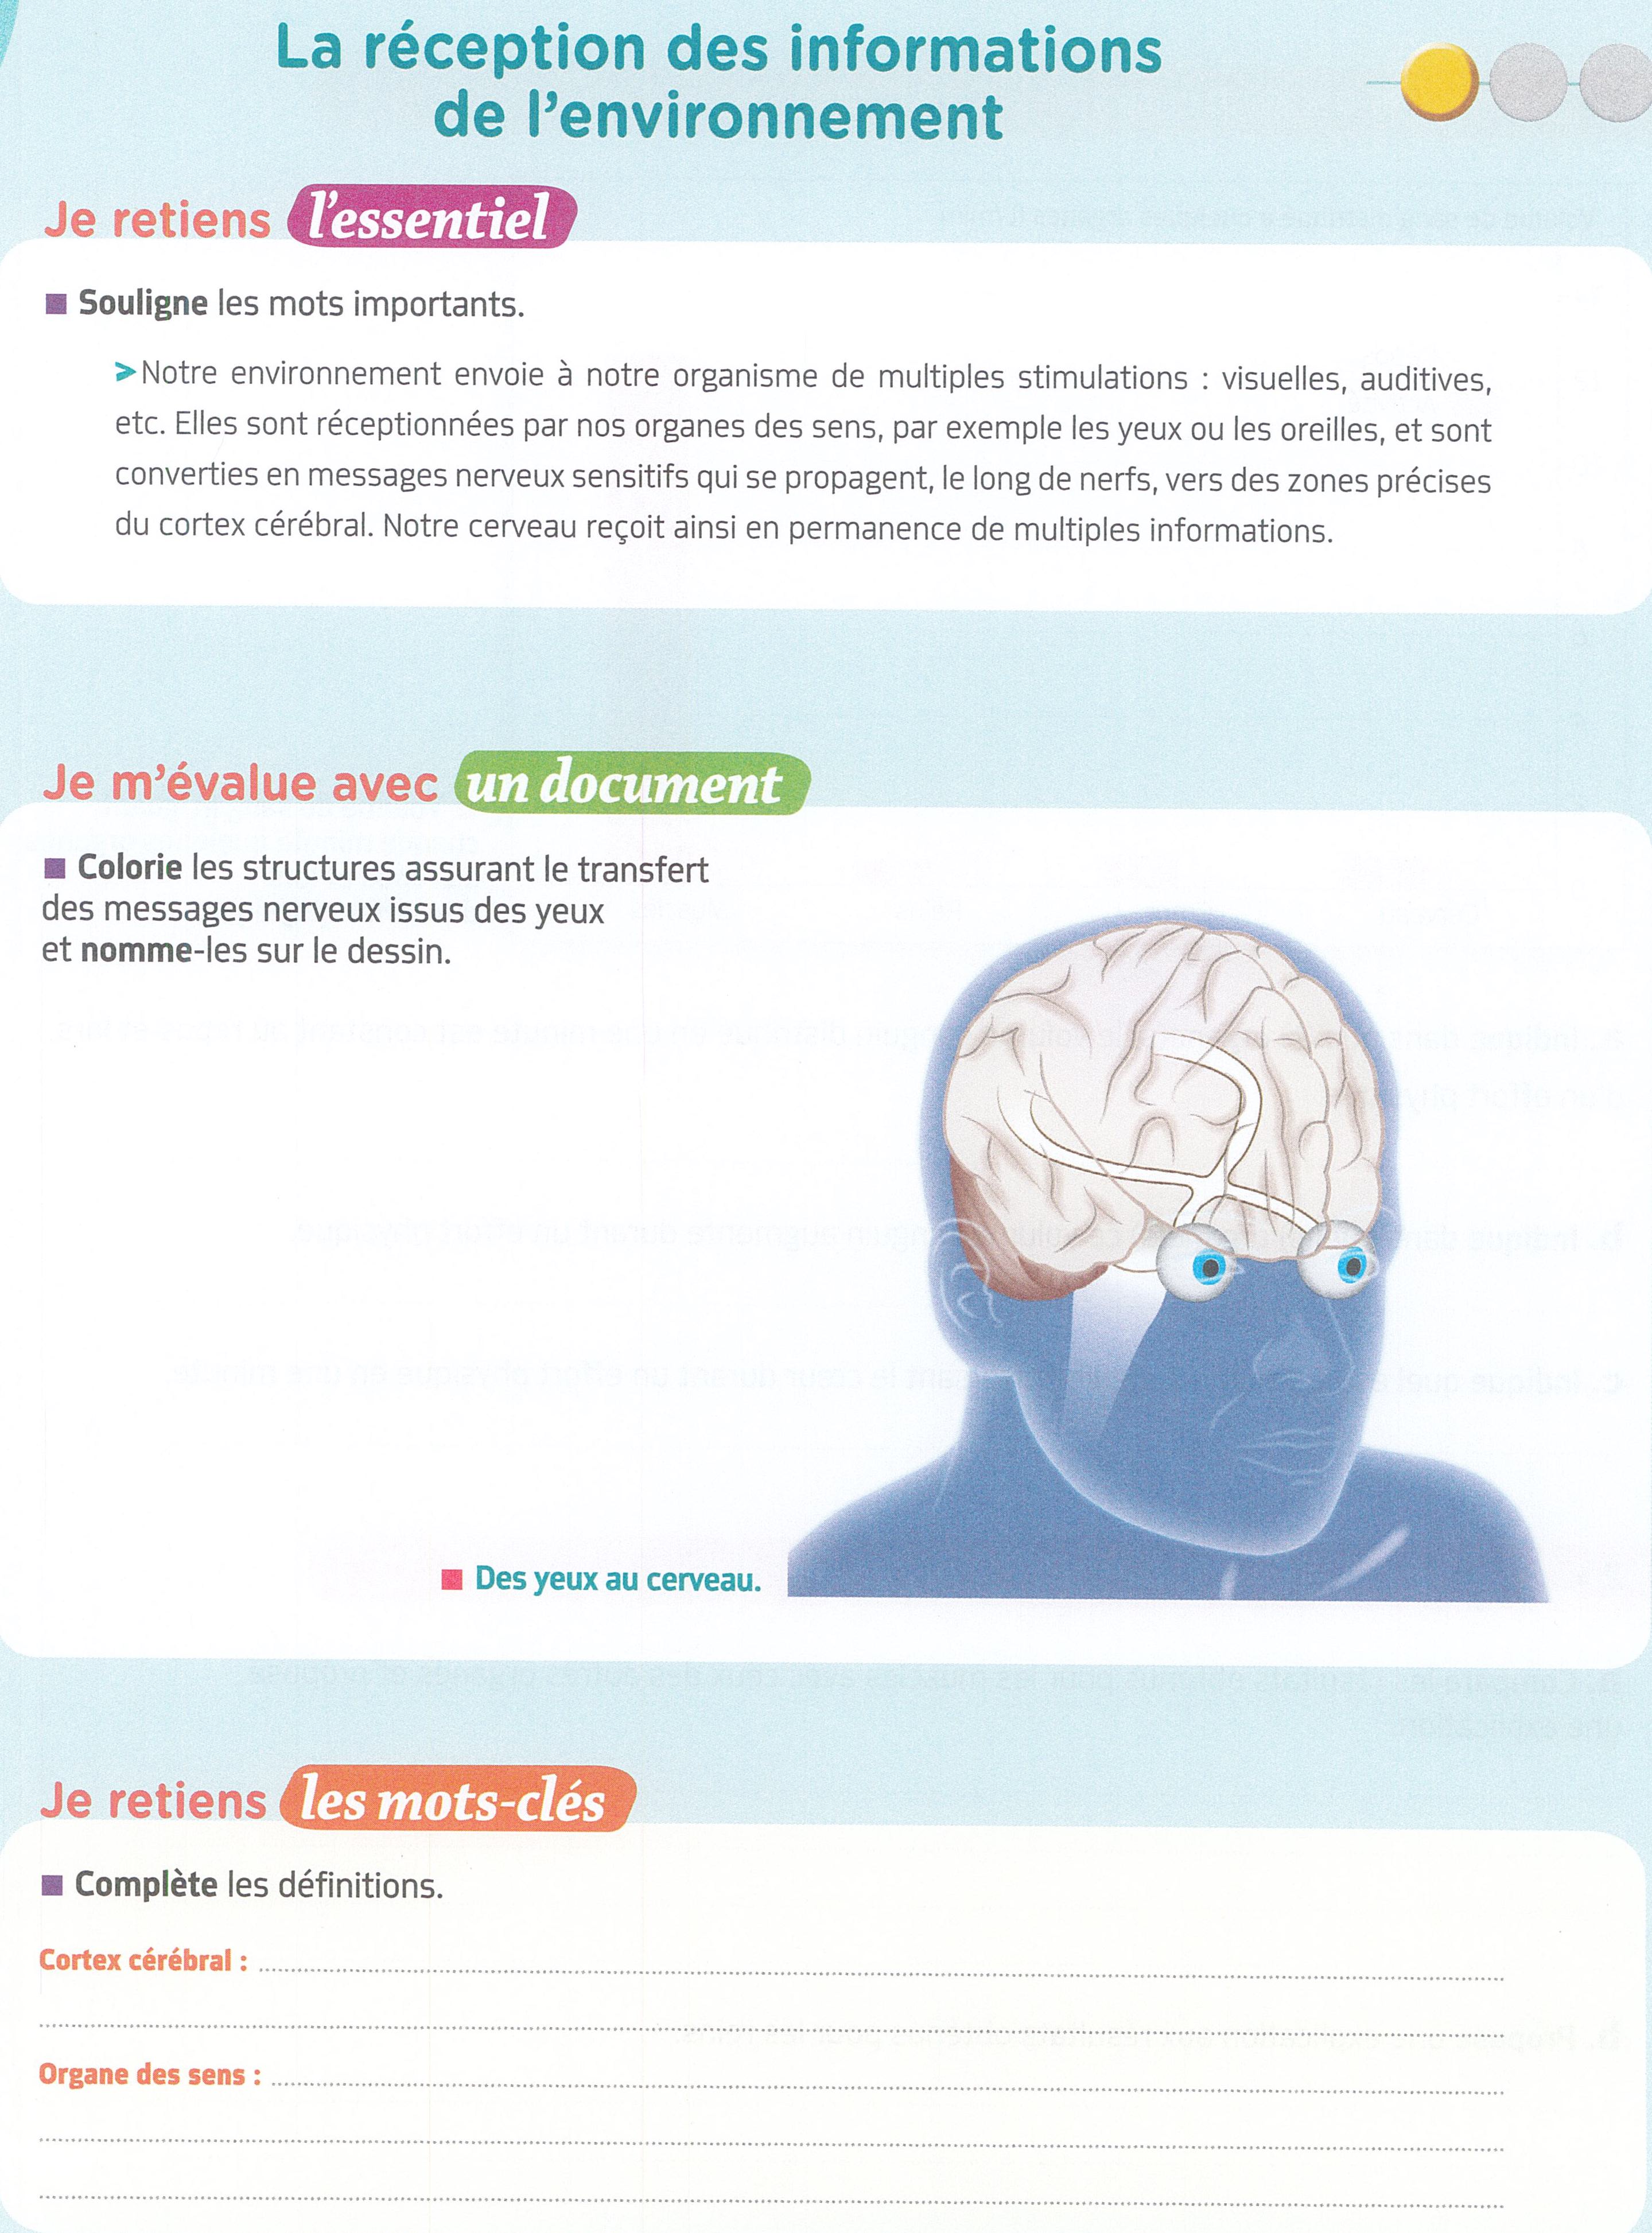 La réception des informations
de l'environnement
Je retiens l'essentiel
Souligne les mots importants.
> Notre environnement envoie à notre organisme de multiples stimulations : visuelles, auditives,
etc. Elles sont réceptionnées par nos organes des sens, par exemple les yeux ou les oreilles, et sont
converties en messages nerveux sensitifs qui se propagent, le long de nerfs, vers des zones précises
du cortex cérébral. Notre cerveau reçoit ainsi en permanence de multiples informations.
Je m'évalue avec un document
Colorie les structures assurant le transfert
des messages nerveux issus des yeux
et nomme-les sur le dessin.
Des yeux au cerveau.
Je retiens les mots-clés
Complète les définitions.
Cortex cérébral :
Organe des sens :